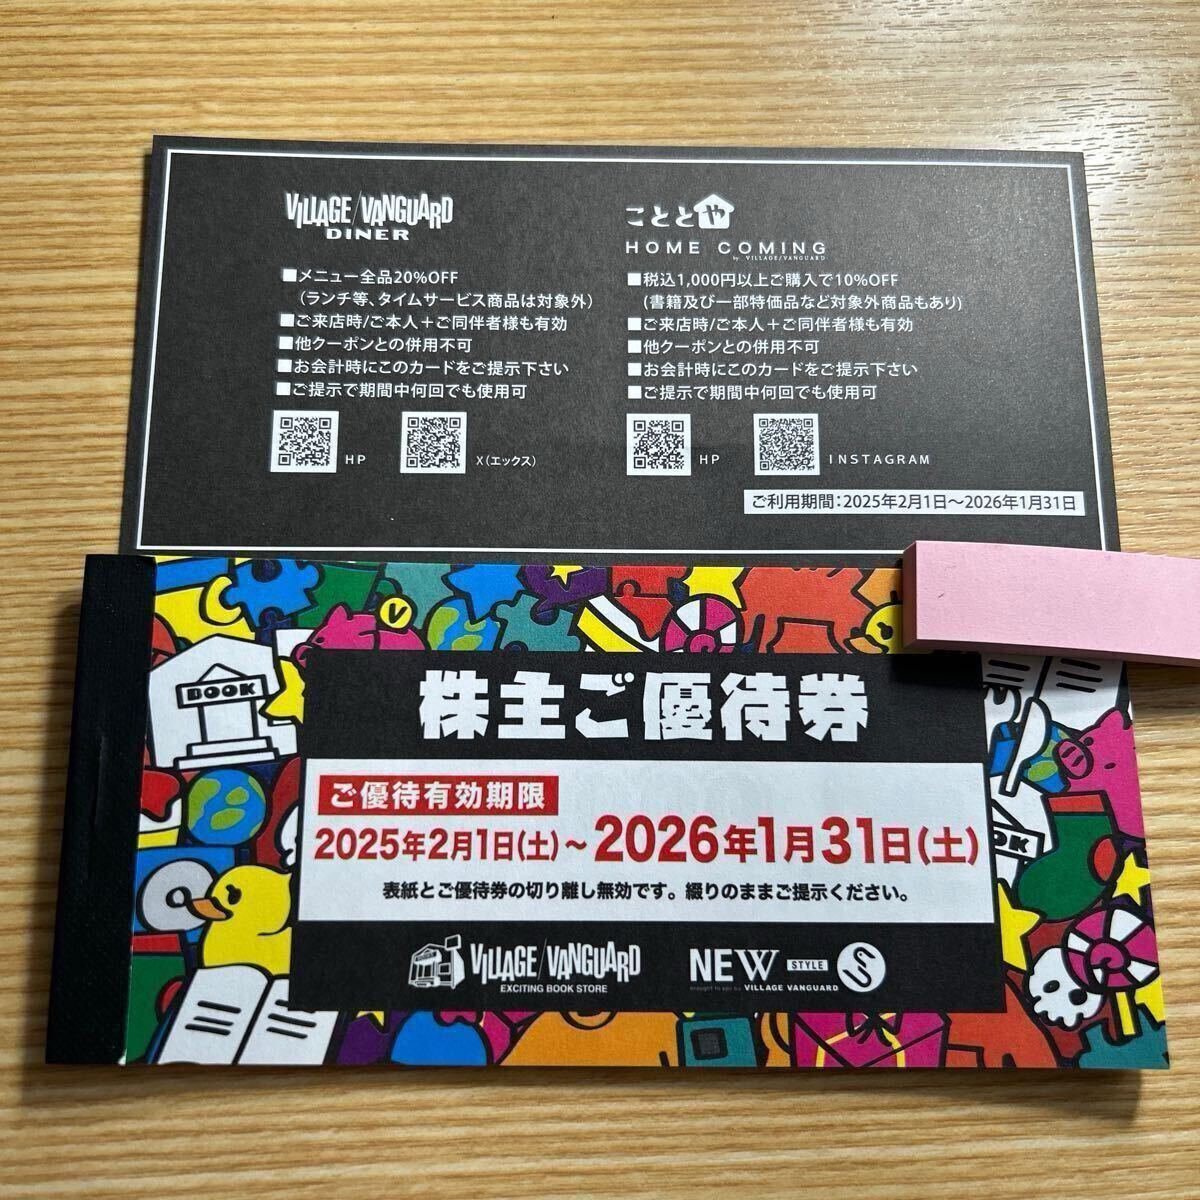 VILLAGE/VANGUARD
DINER
■メニュー全品20%OFF
(ランチ等、タイムサービス商品は対象外)
■ご来店時/ご本人＋ご同伴者様も有効
■他クーポンとの併用不可
■お会計時にこのカードをご提示下さい
■ご提示で期間中何回でも使用可
HP
X(エックス)
こととや
HOME COMING
by VILLAGE/VANGUARD
■税込1,000円以上ご購入で10%OFF
(書籍及び一部特価品など対象外商品もあり)
■ご来店時/ご本人＋ご同伴者様も有効
■他クーポンとの併用不可
■お会計時にこのカードをご提示下さい
■ご提示で期間中何回でも使用可
HP
INSTAGRAM
ご利用期間：2025年2月1日～2026年1月31日
V
BOOK
株主ご優待券
ご優待有効期限
2025年2月1日(土)～2026年1月31日(土)
表紙とご優待券の切り離し無効です。綴りのままご提示ください。
VILLAGE/VANGUARD
EXCITING BOOK STORE
NEW STYLE
brought to you by VILLAGE VANGUARD
OK